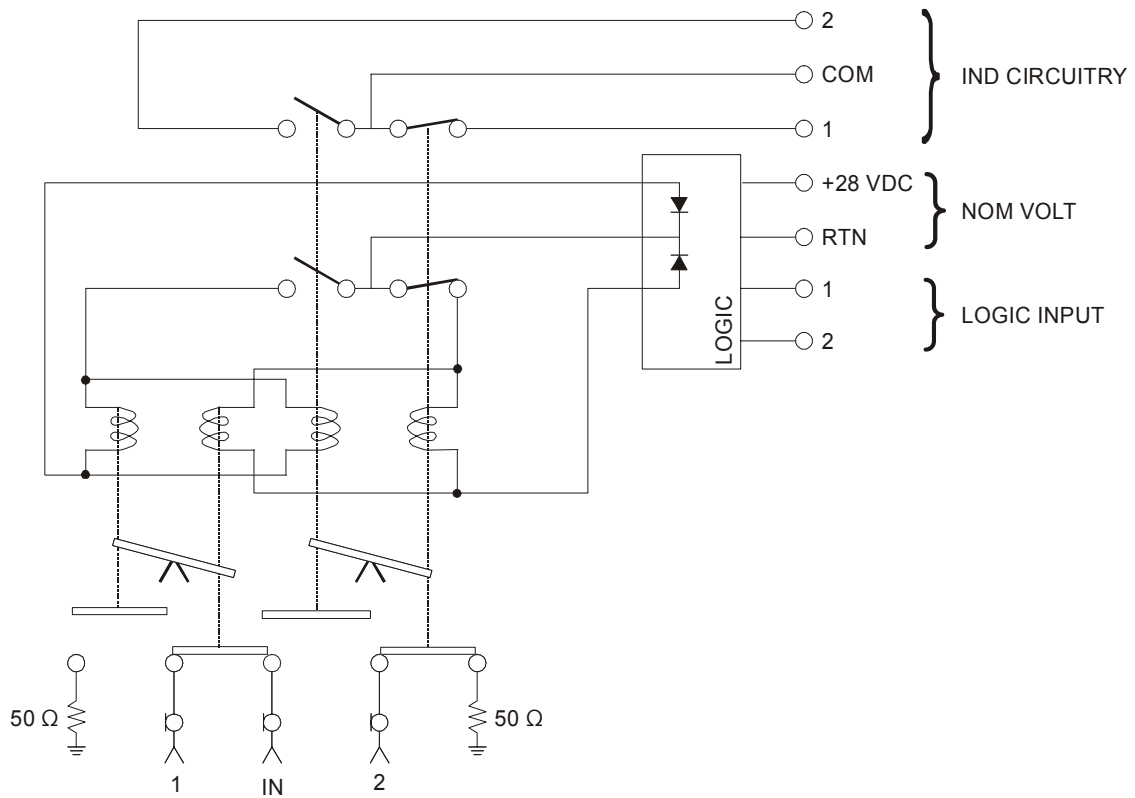 2
COM
IND CIRCUITRY
1
+28 VDC
NOM VOLT
RTN
1
LOGIC INPUT
2
LOGIC
50 Ω
50 Ω
1
IN
2